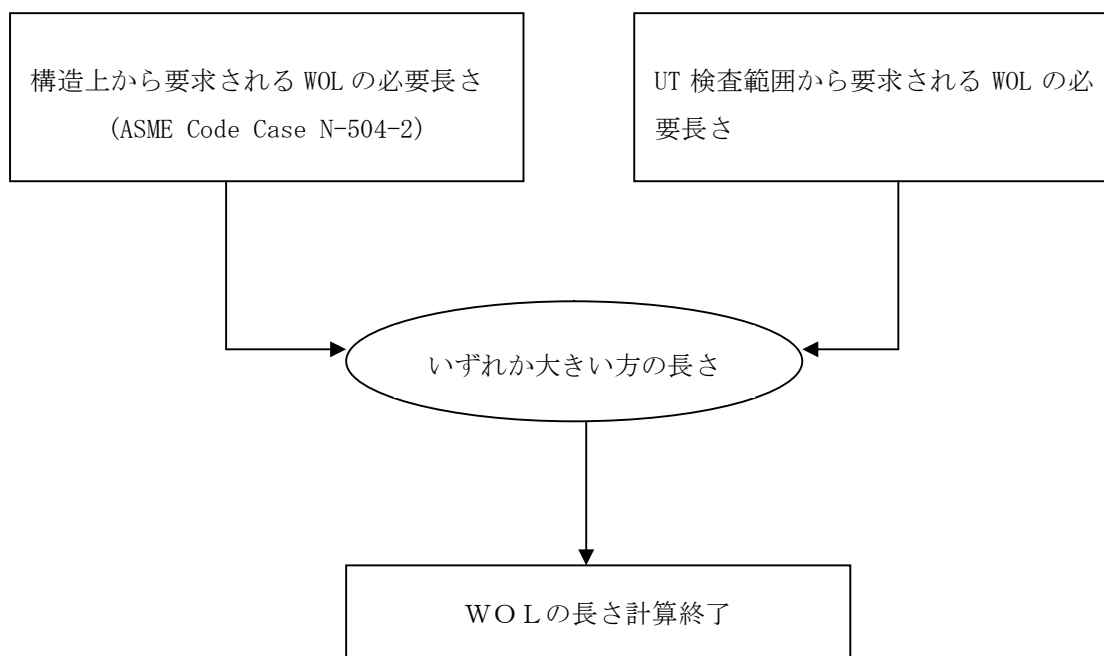 構造上から要求される WOL の必要長さ
(ASME Code Case N-504-2)
UT 検査範囲から要求される WOL の必
要長さ
いずれか大きい方の長さ
ＷＯＬの長さ計算終了